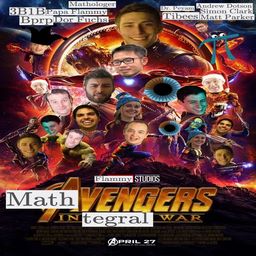 Mathologer
3B1B Papa Flammy
Bprp Dor Fuchs
Dr. Peyam Andrew Dotson
Simon Clark
Tibees Matt Parker
Flammy STUDIOS
Math AVENGERS
INtegral WAR
APRIL 27